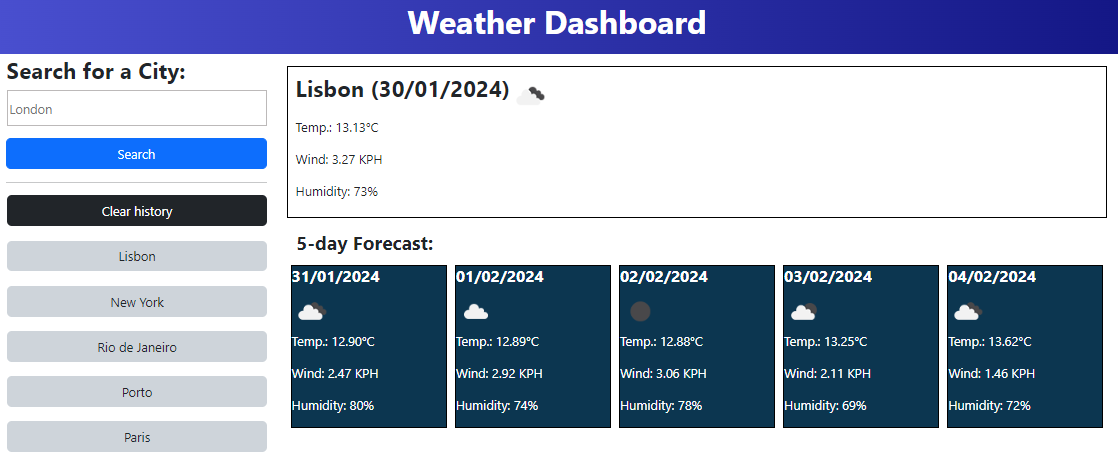 Weather Dashboard
Search for a City:
London
Search
Clear history
Lisbon
New York
Rio de Janeiro
Porto
Paris
Lisbon (30/01/2024)
Temp.: 13.13°C
Wind: 3.27 KPH
Humidity: 73%
5-day Forecast:
31/01/2024
Temp.: 12.90°C
Wind: 2.47 KPH
Humidity: 80%
01/02/2024
Temp.: 12.89°C
Wind: 2.92 KPH
Humidity: 74%
02/02/2024
Temp.: 12.88°C
Wind: 3.06 KPH
Humidity: 78%
03/02/2024
Temp.: 13.25°C
Wind: 2.11 KPH
Humidity: 69%
04/02/2024
Temp.: 13.62°C
Wind: 1.46 KPH
Humidity: 72%